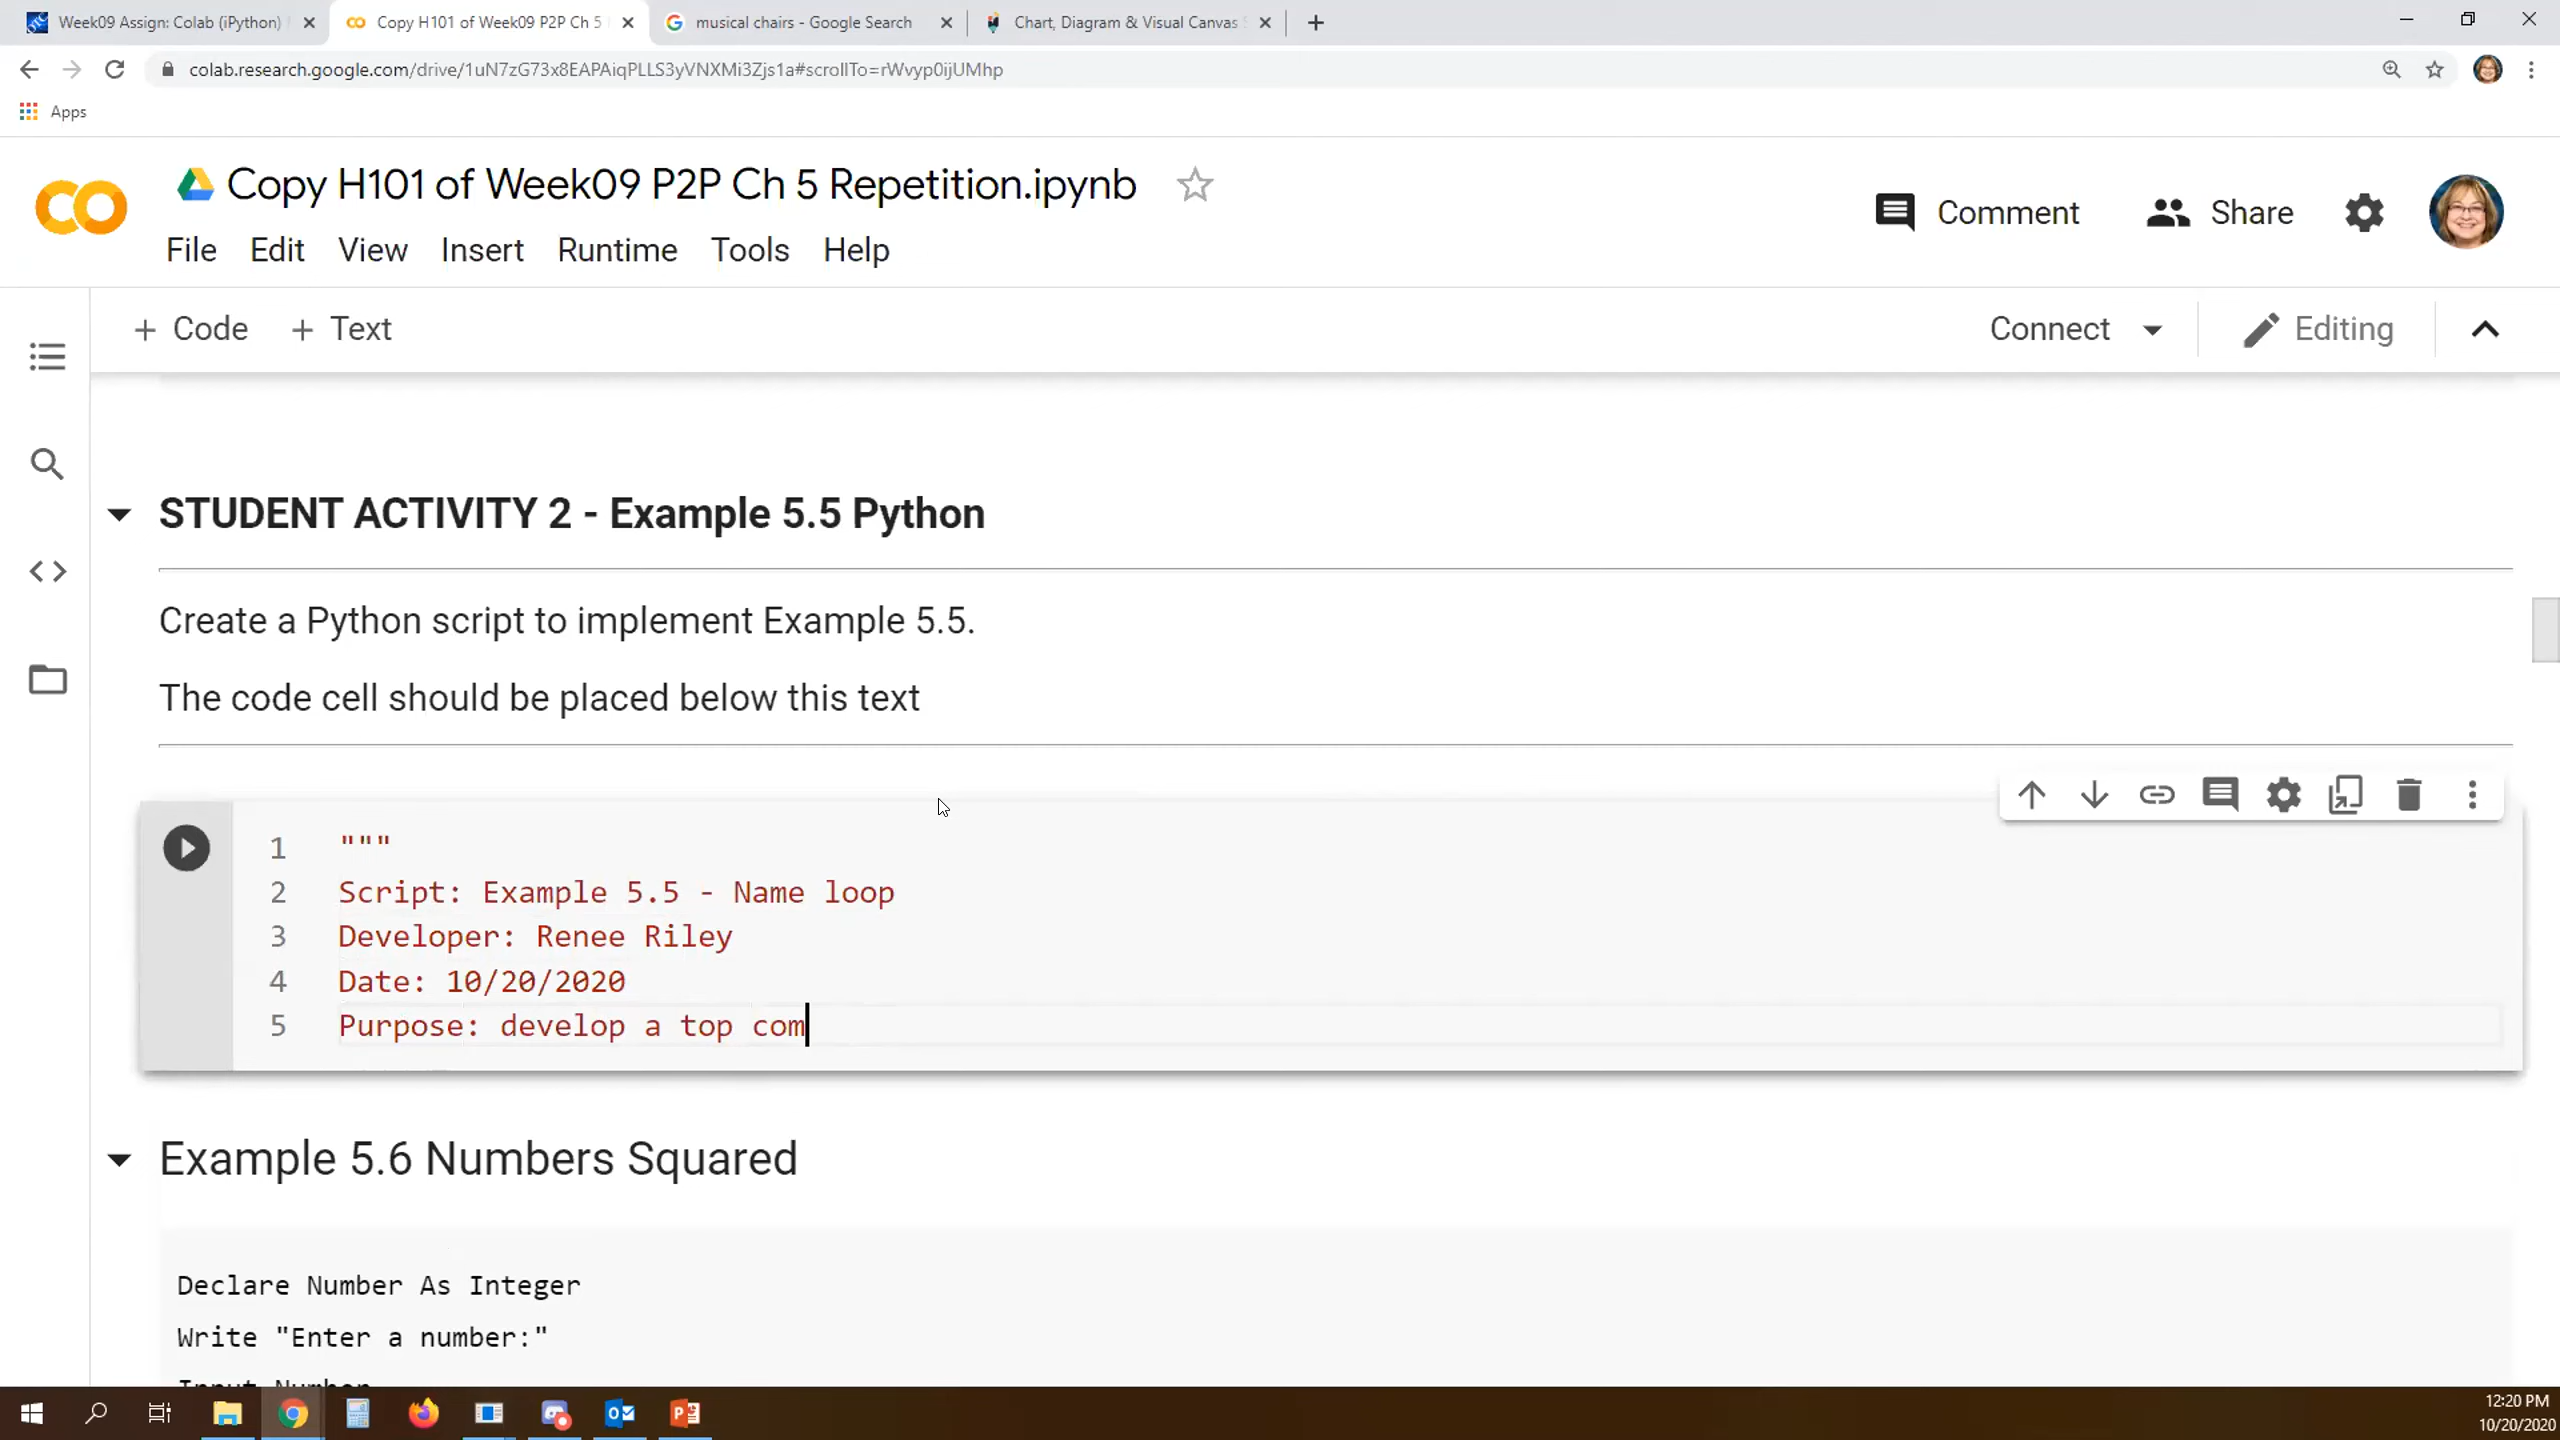 Week09 Assign: Colab (iPython)
Copy H101 of Week09 P2P Ch 5
musical chairs - Google Search
Chart, Diagram & Visual Canvas
colab.research.google.com/drive/1uN7zG73x8EAPAiqPLLS3yVNXMi3Zjs1a#scrollTo=rWvyp0ijUMhp
Apps
Copy H101 of Week09 P2P Ch 5 Repetition.ipynb
Comment
Share
File Edit View Insert Runtime Tools Help
+ Code + Text
Connect
Editing
STUDENT ACTIVITY 2 - Example 5.5 Python
Create a Python script to implement Example 5.5.
The code cell should be placed below this text
1 """
2 Script: Example 5.5 - Name loop
3 Developer: Renee Riley
4 Date: 10/20/2020
5 Purpose: develop a top com
Example 5.6 Numbers Squared
Declare Number As Integer
Write "Enter a number:"
Input Number
12:20 PM
10/20/2020